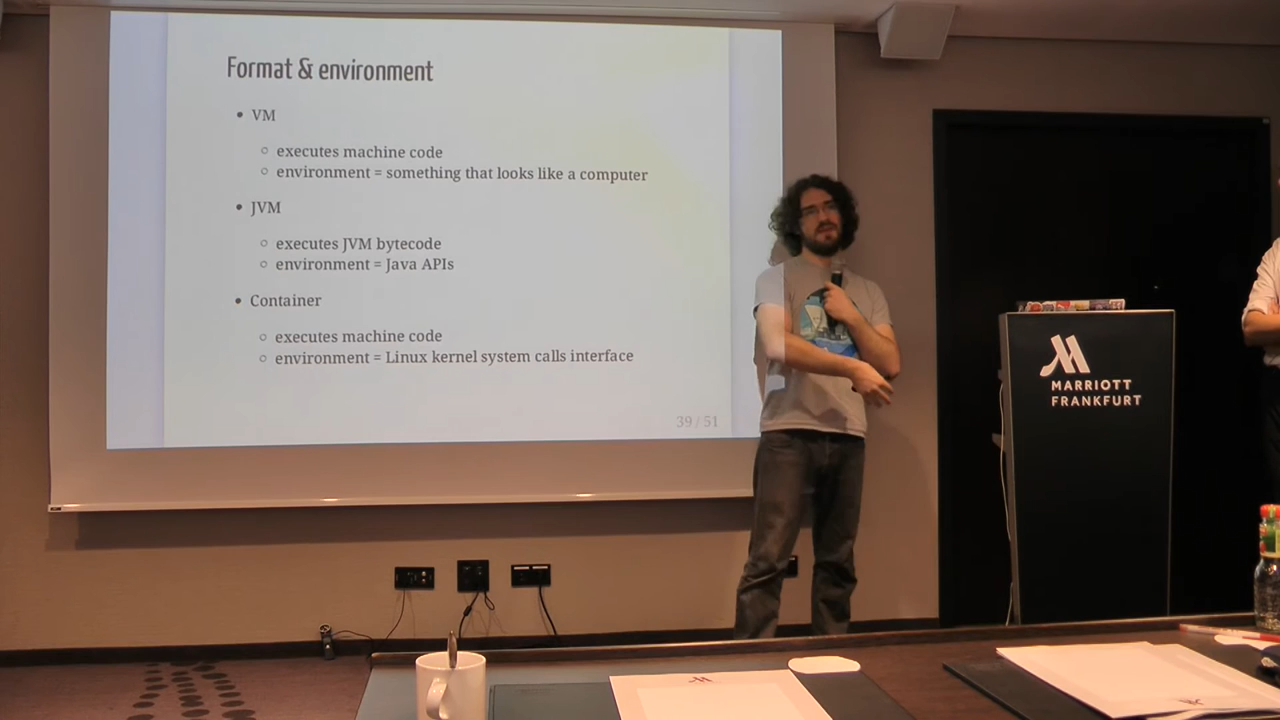 Format & environment
• VM
◦ executes machine code
◦ environment = something that looks like a computer
• JVM
◦ executes JVM bytecode
◦ environment = Java APIs
• Container
◦ executes machine code
◦ environment = Linux kernel system calls interface
39 / 51
MARRIOTT
FRANKFURT